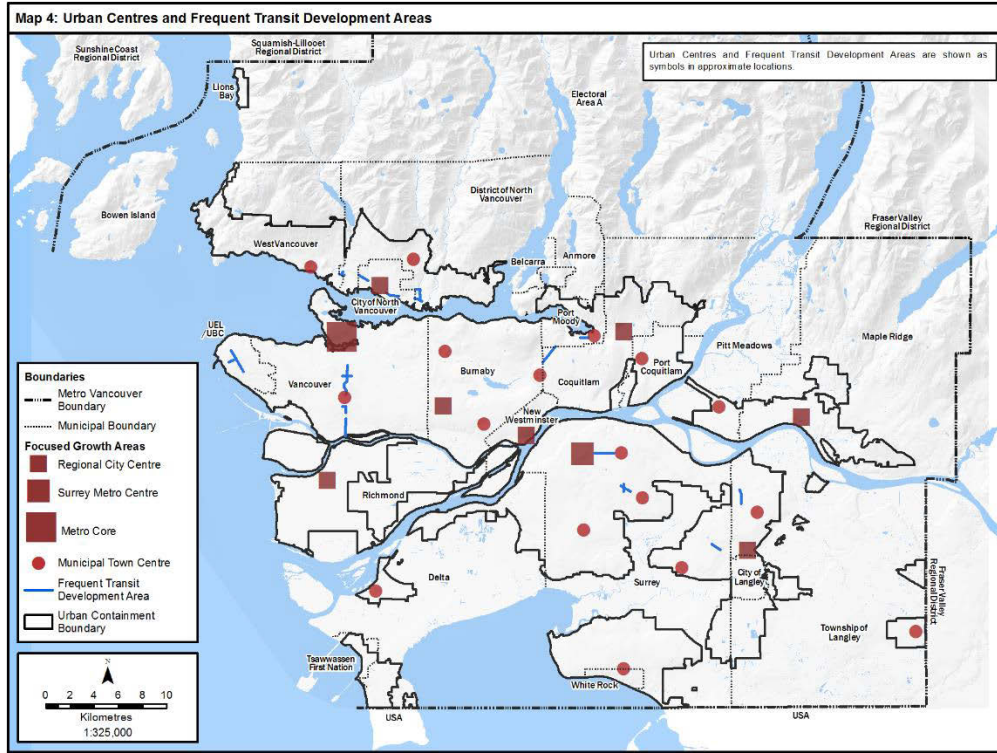 Map 4: Urban Centres and Frequent Transit Development Areas
Sunshine Coast
Regional District
Squamish-Lillooet
Regional District
Urban Centres and Frequent Transit Development Areas are shown as
symbols in approximate locations.
Lions
Bay
Electoral
Area A
Bowen Island
District of North
Vancouver
Fraser Valley
Regional District
West Vancouver
Belcarra
Anmore
City of North
Vancouver
Port
Moody
UEL
/UBC
Pitt Meadows
Maple Ridge
Vancouver
Burnaby
Coquitlam
Port
Coquitlam
New
Westminster
Richmond
Delta
Surrey
City of
Langley
Fraser Valley
Regional District
Township of
Langley
Tsawwassen
First Nation
White Rock
USA
USA
Boundaries
Metro Vancouver
Boundary
Municipal Boundary
Focused Growth Areas
Regional City Centre
Surrey Metro Centre
Metro Core
Municipal Town Centre
Frequent Transit
Development Area
Urban Containment
Boundary
N
0 2 4 6 8 10
Kilometres
1:325,000